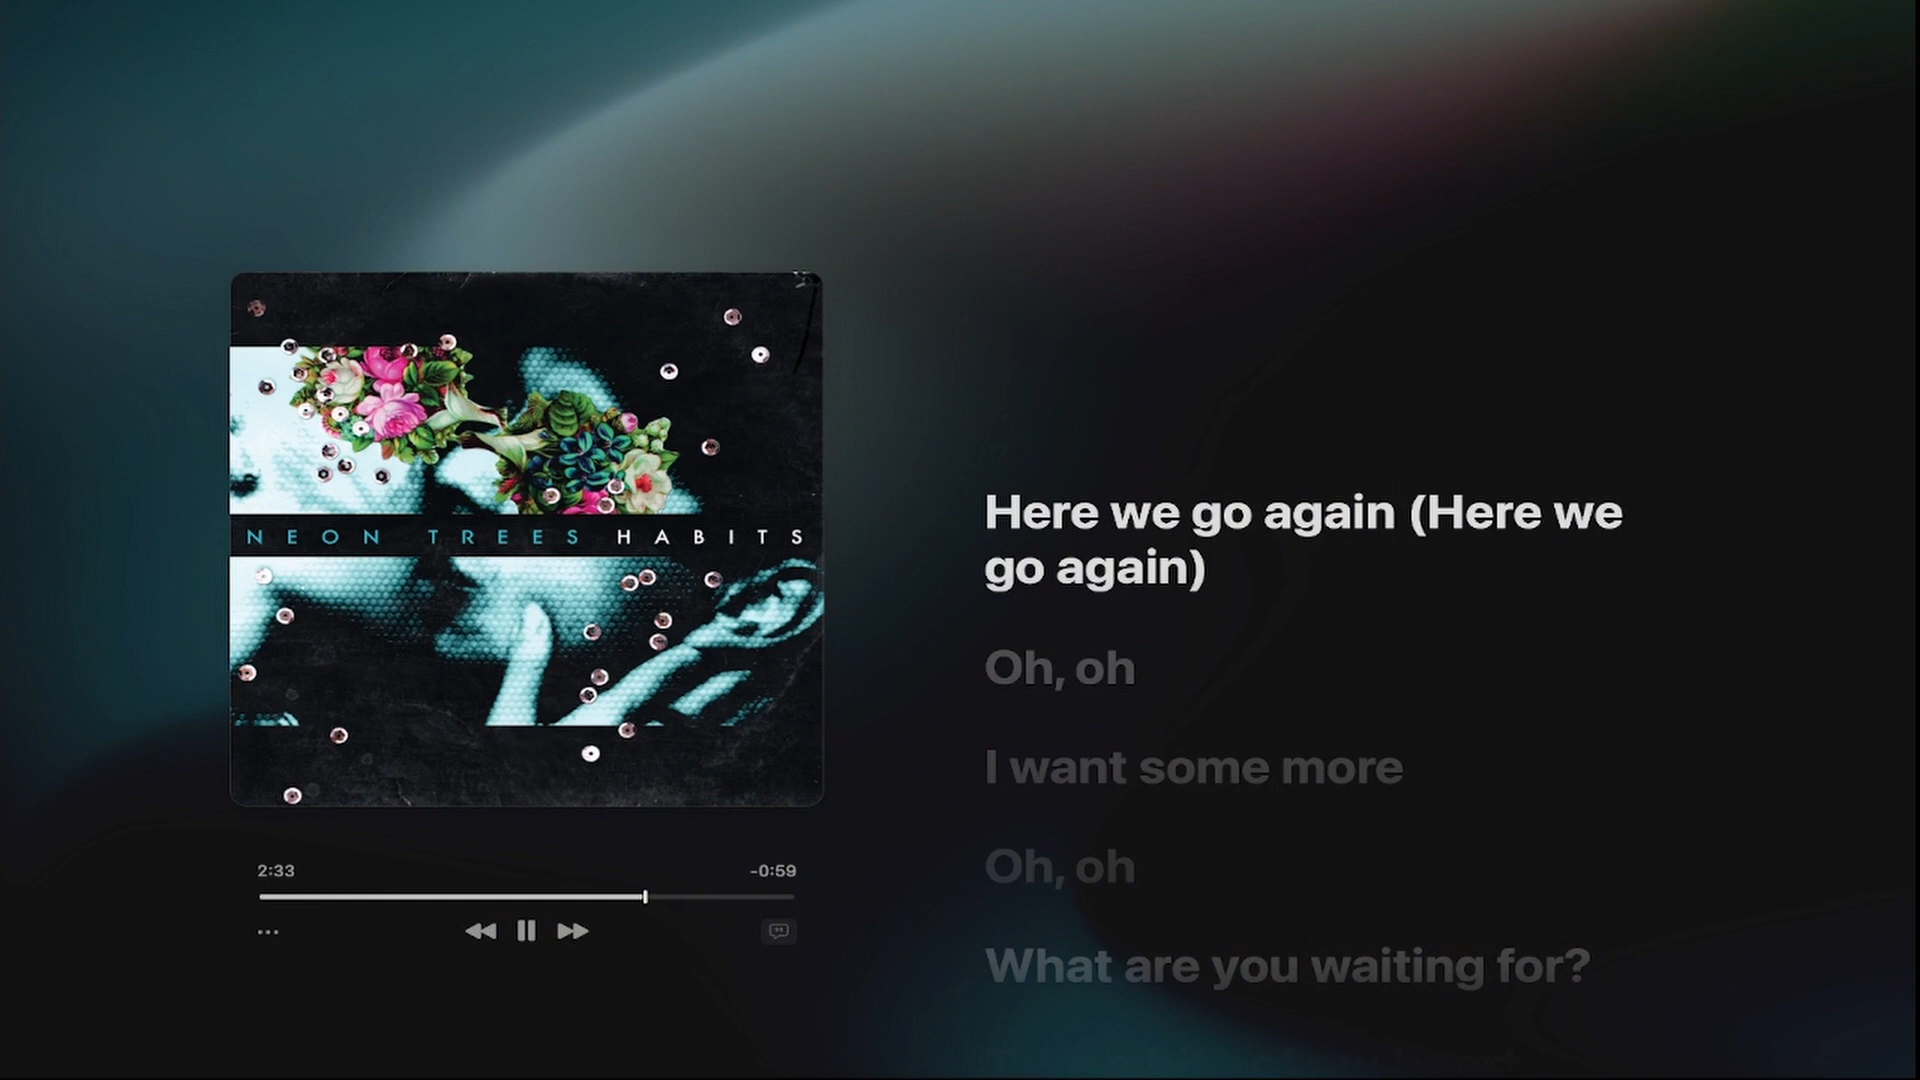 NEON TREES HABITS
2:33
-0:59
Here we go again (Here we
go again)
Oh, oh
I want some more
Oh, oh
What are you waiting for?